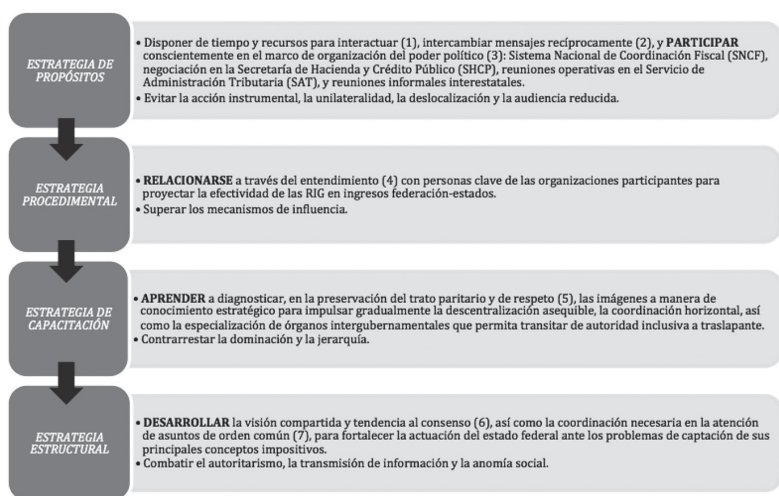 ESTRATEGIA DE
PROPÓSITOS
• Disponer de tiempo y recursos para interactuar (1), intercambiar mensajes recíprocamente (2), y PARTICIPAR
conscientemente en el marco de organización del poder político (3): Sistema Nacional de Coordinación Fiscal (SNCF),
negociación en la Secretaría de Hacienda y Crédito Público (SHCP), reuniones operativas en el Servicio de
Administración Tributaria (SAT), y reuniones informales interestatales.
• Evitar la acción instrumental, la unilateralidad, la deslocalización y la audiencia reducida.
ESTRATEGIA
PROCEDIMENTAL
• RELACIONARSE a través del entendimiento (4) con personas clave de las organizaciones participantes para
proyectar la efectividad de las RIG en ingresos federación-estados.
• Superar los mecanismos de influencia.
ESTRATEGIA DE
CAPACITACIÓN
• APRENDER a diagnosticar, en la preservación del trato paritario y de respeto (5), las imágenes a manera de
conocimiento estratégico para impulsar gradualmente la descentralización asequible, la coordinación horizontal, así
como la especialización de órganos intergubernamentales que permita transitar de autoridad inclusiva a traslapante.
• Contrarrestar la dominación y la jerarquía.
ESTRATEGIA
ESTRUCTURAL
• DESARROLLAR la visión compartida y tendencia al consenso (6), así como la coordinación necesaria en la atención
de asuntos de orden común (7), para fortalecer la actuación del estado federal ante los problemas de captación de sus
principales conceptos impositivos.
• Combatir el autoritarismo, la transmisión de información y la anomía social.